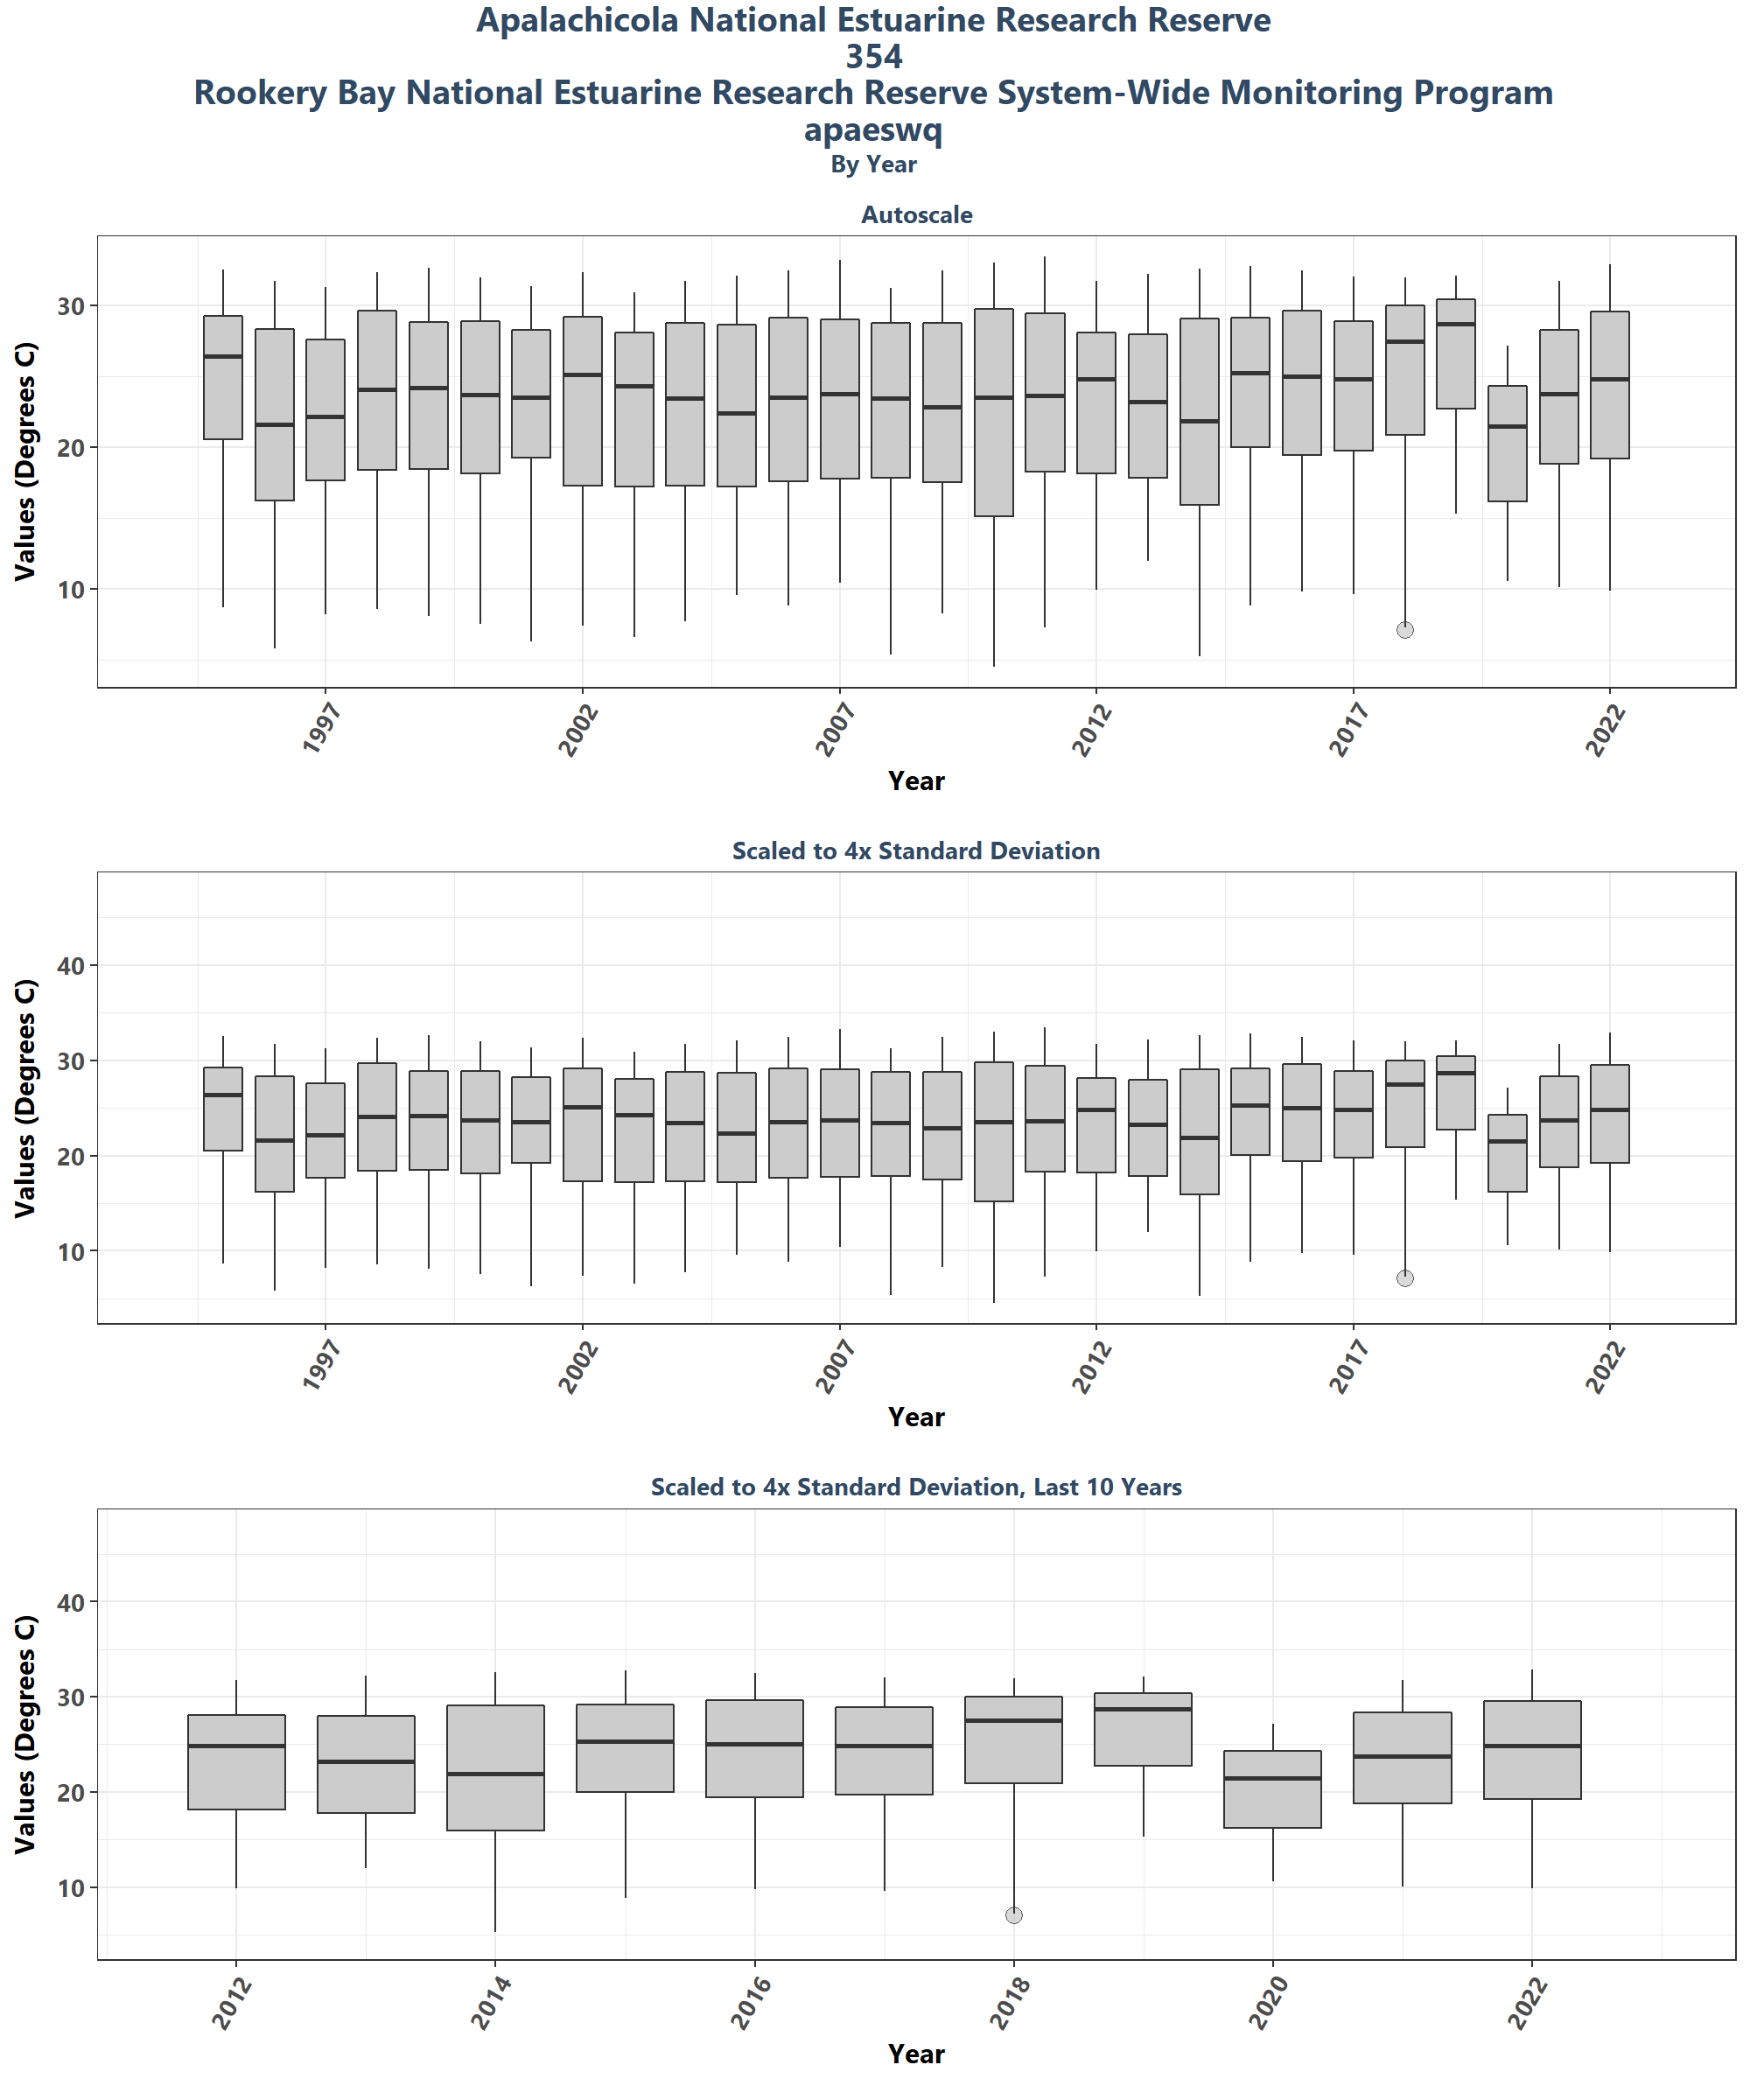 Apalachicola National Estuarine Research Reserve
354
Rookery Bay National Estuarine Research Reserve System-Wide Monitoring Program
apaeswq
By Year
Autoscale
Values (Degrees C)
30
20
10
1997 2002 2007 2012 2017 2022
Year
Scaled to 4x Standard Deviation
Values (Degrees C)
40
30
20
10
1997 2002 2007 2012 2017 2022
Year
Scaled to 4x Standard Deviation, Last 10 Years
Values (Degrees C)
40
30
20
10
2012 2014 2016 2018 2020 2022
Year